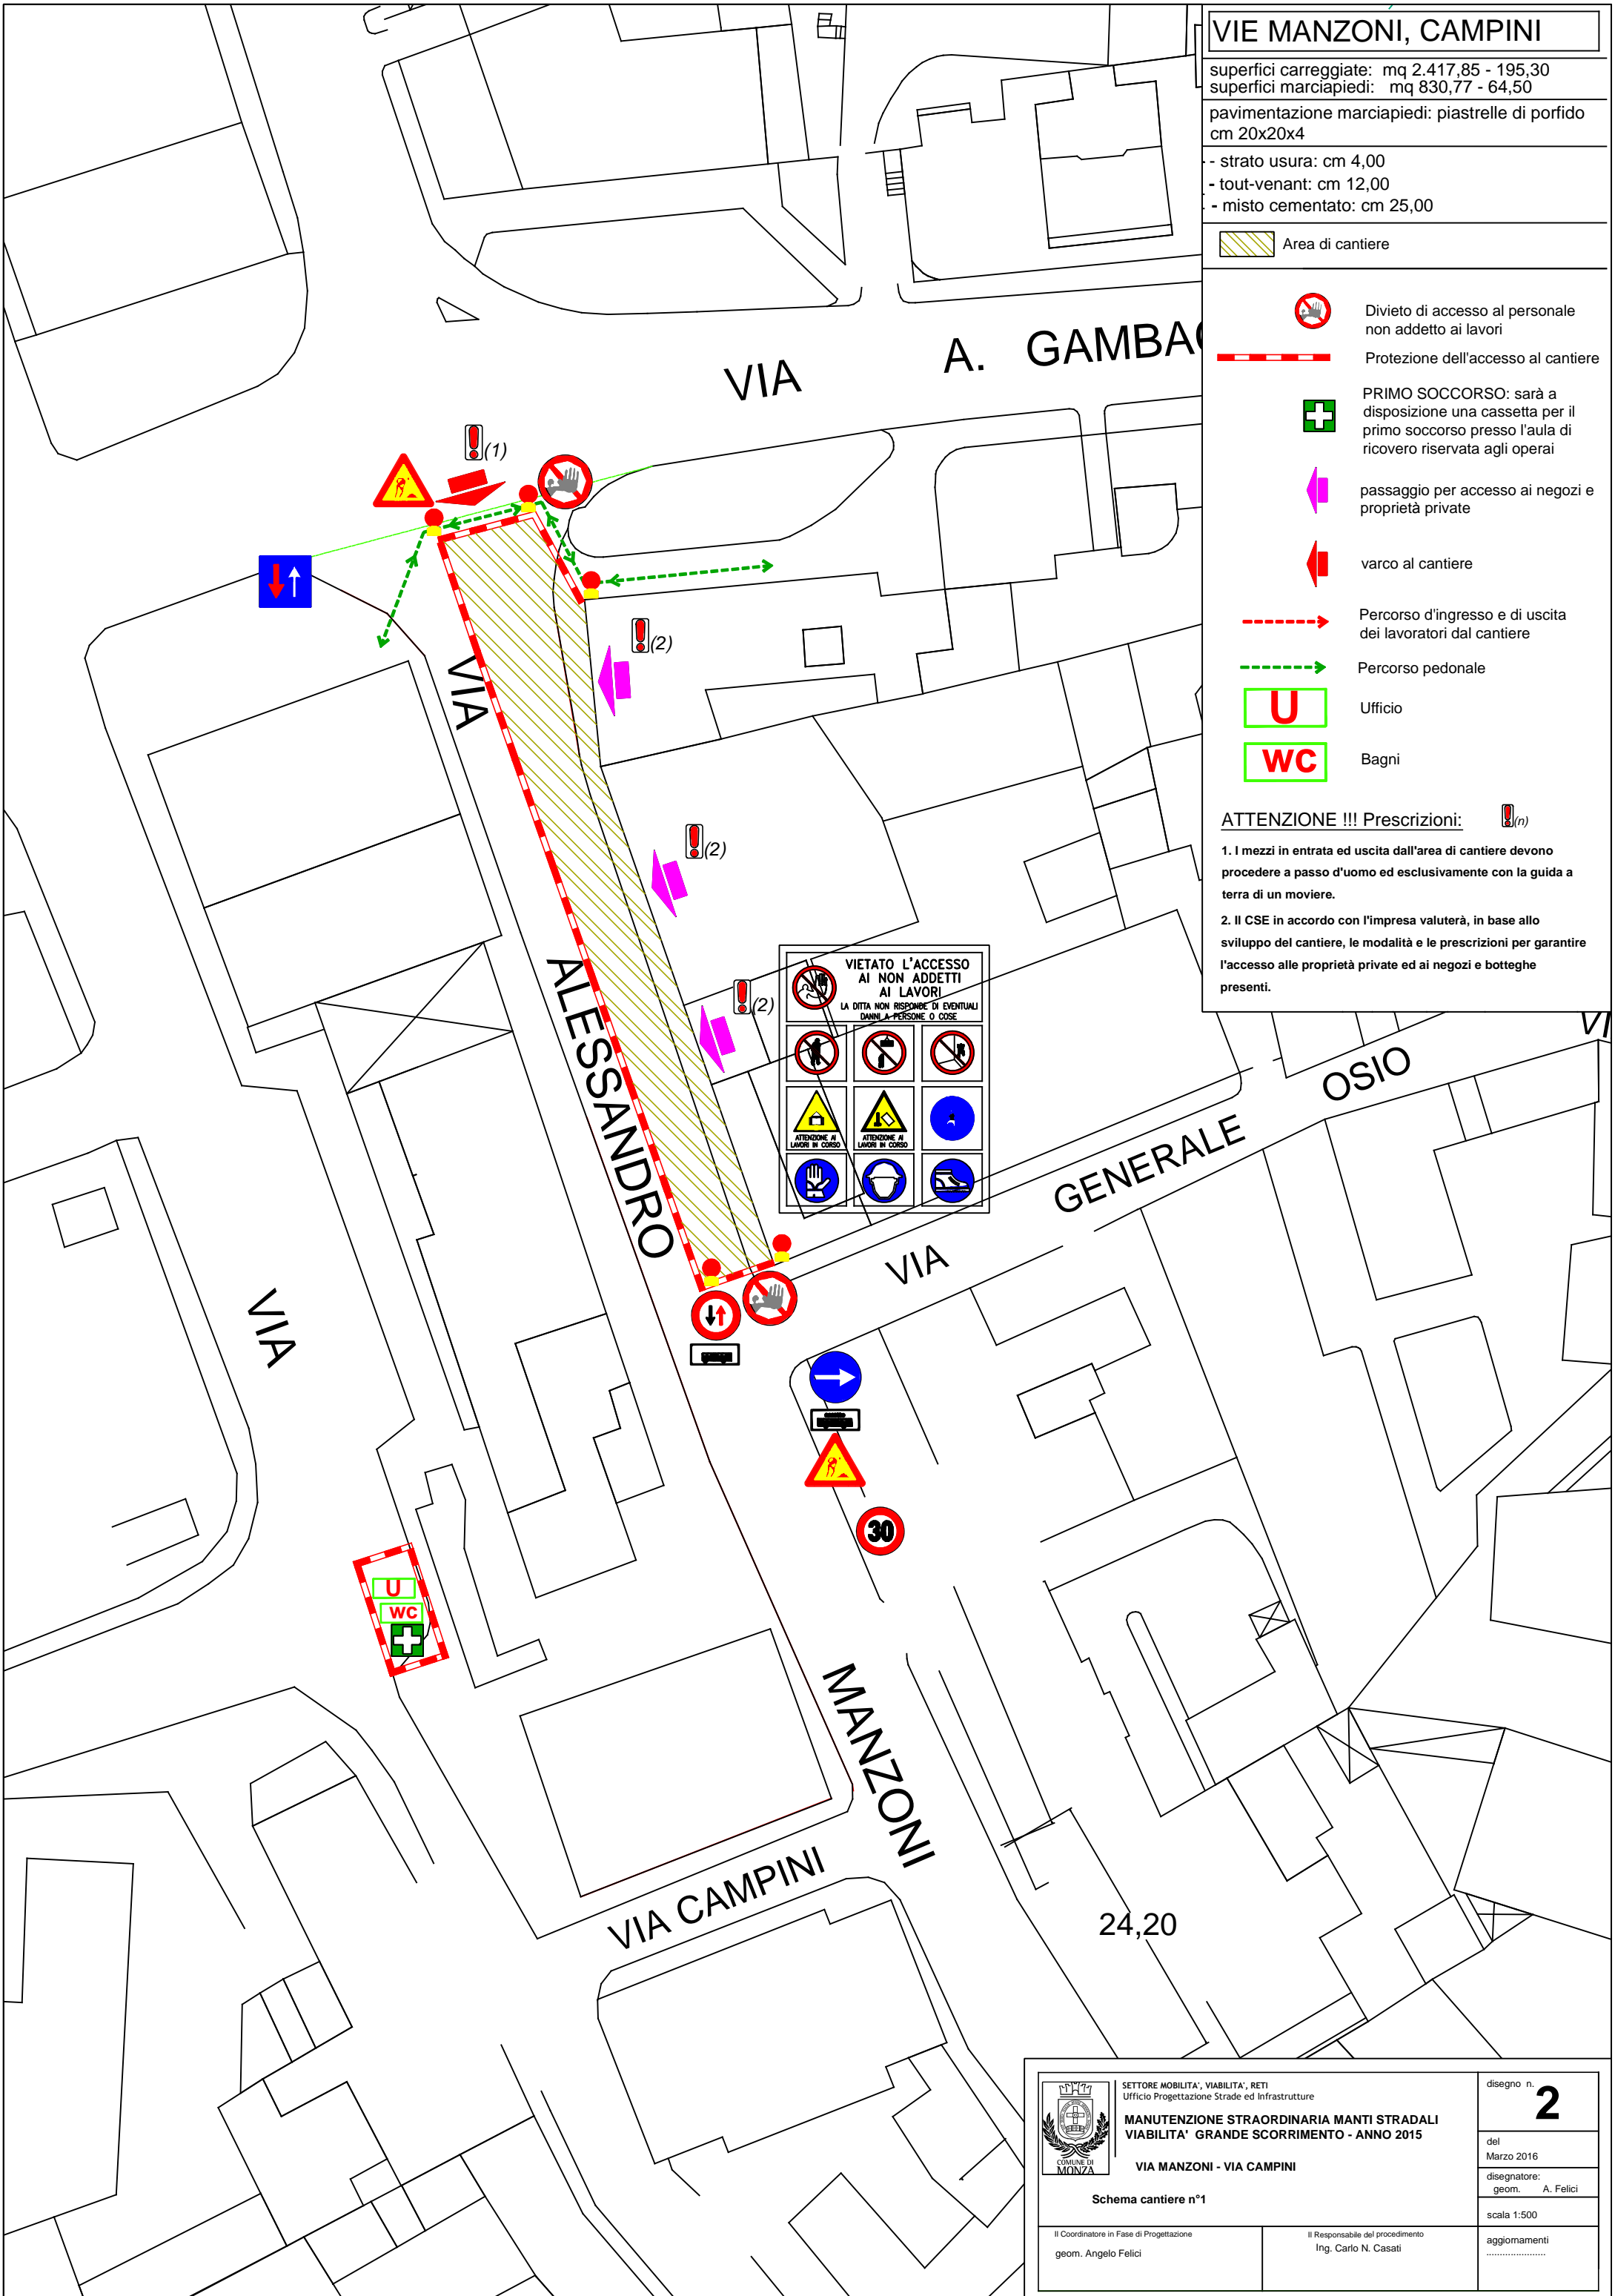 VIE MANZONI, CAMPINI
superfici carreggiate: mq 2.417,85 - 195,30
superfici marciapiedi: mq 830,77 - 64,50
pavimentazione marciapiedi: piastrelle di porfido
cm 20x20x4
- strato usura: cm 4,00
- tout-venant: cm 12,00
- misto cementato: cm 25,00
Area di cantiere
Divieto di accesso al personale
non addetto ai lavori
Protezione dell'accesso al cantiere
PRIMO SOCCORSO: sarà a
disposizione una cassetta per il
primo soccorso presso l'aula di
ricovero riservata agli operai
passaggio per accesso ai negozi e
proprietà private
varco al cantiere
Percorso d'ingresso e di uscita
dei lavoratori dal cantiere
Percorso pedonale
U
Ufficio
WC
Bagni
ATTENZIONE !!! Prescrizioni:
(n)
1. I mezzi in entrata ed uscita dall'area di cantiere devono
procedere a passo d'uomo ed esclusivamente con la guida a
terra di un moviere.
2. Il CSE in accordo con l'impresa valuterà, in base allo
sviluppo del cantiere, le modalità e le prescrizioni per garantire
l'accesso alle proprietà private ed ai negozi e botteghe
presenti.
VIA A. GAMBA
(1)
(2)
(2)
(2)
VIA
ALESSANDRO
MANZONI
VIETATO L'ACCESSO
AI NON ADDETTI
AI LAVORI
LA DITTA NON RISPONDE DI EVENTUALI
DANNI A PERSONE O COSE
ATTENZIONE AI
LAVORI IN CORSO
ATTENZIONE AI
LAVORI IN CORSO
VIA GENERALE OSIO
VI
VIA
30
U
WC
VIA CAMPINI
24,20
COMUNE DI
MONZA
SETTORE MOBILITA', VIABILITA', RETI
Ufficio Progettazione Strade ed Infrastrutture
MANUTENZIONE STRAORDINARIA MANTI STRADALI
VIABILITA' GRANDE SCORRIMENTO - ANNO 2015
VIA MANZONI - VIA CAMPINI
Schema cantiere n°1
disegno n.
2
del
Marzo 2016
disegnatore:
geom. A. Felici
scala 1:500
aggiornamenti
......................
Il Coordinatore in Fase di Progettazione
geom. Angelo Felici
Il Responsabile del procedimento
Ing. Carlo N. Casati